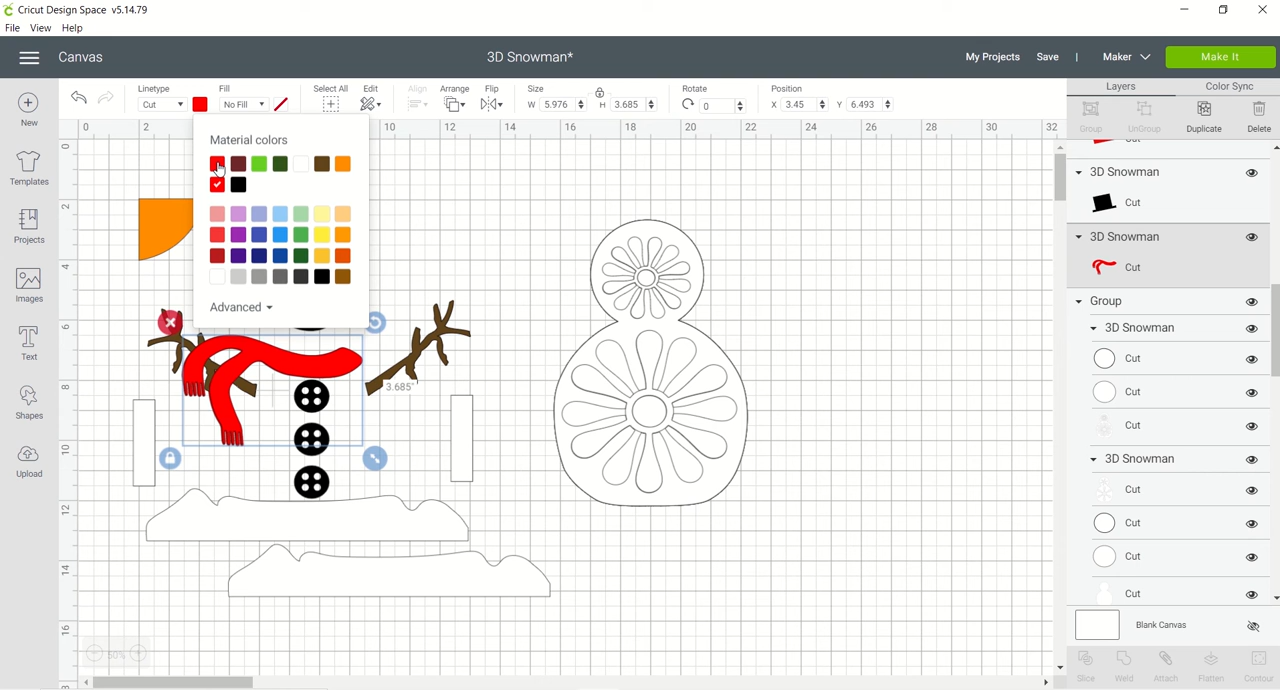 Cricut Design Space v5.14.79
File View Help
Canvas
3D Snowman*
My Projects Save | Maker Make It
Linetype Fill Select All Edit Align Arrange Flip Size Rotate Position
Cut No Fill W 5.976 H 3.685 0 X 3.45 Y 6.493
Layers Color Sync
Group UnGroup Duplicate Delete
New
Templates
Projects
Images
Text
Shapes
Upload
0 2 10 12 14 16 18 20 22 24 26 28 30 32
0
2
4
6
8
10
12
14
16
Material colors
Advanced
3.685"
50%
3D Snowman
Cut
3D Snowman
Cut
Group
3D Snowman
Cut
Cut
Cut
3D Snowman
Cut
Cut
Cut
Cut
Blank Canvas
Slice Weld Attach Flatten Contour